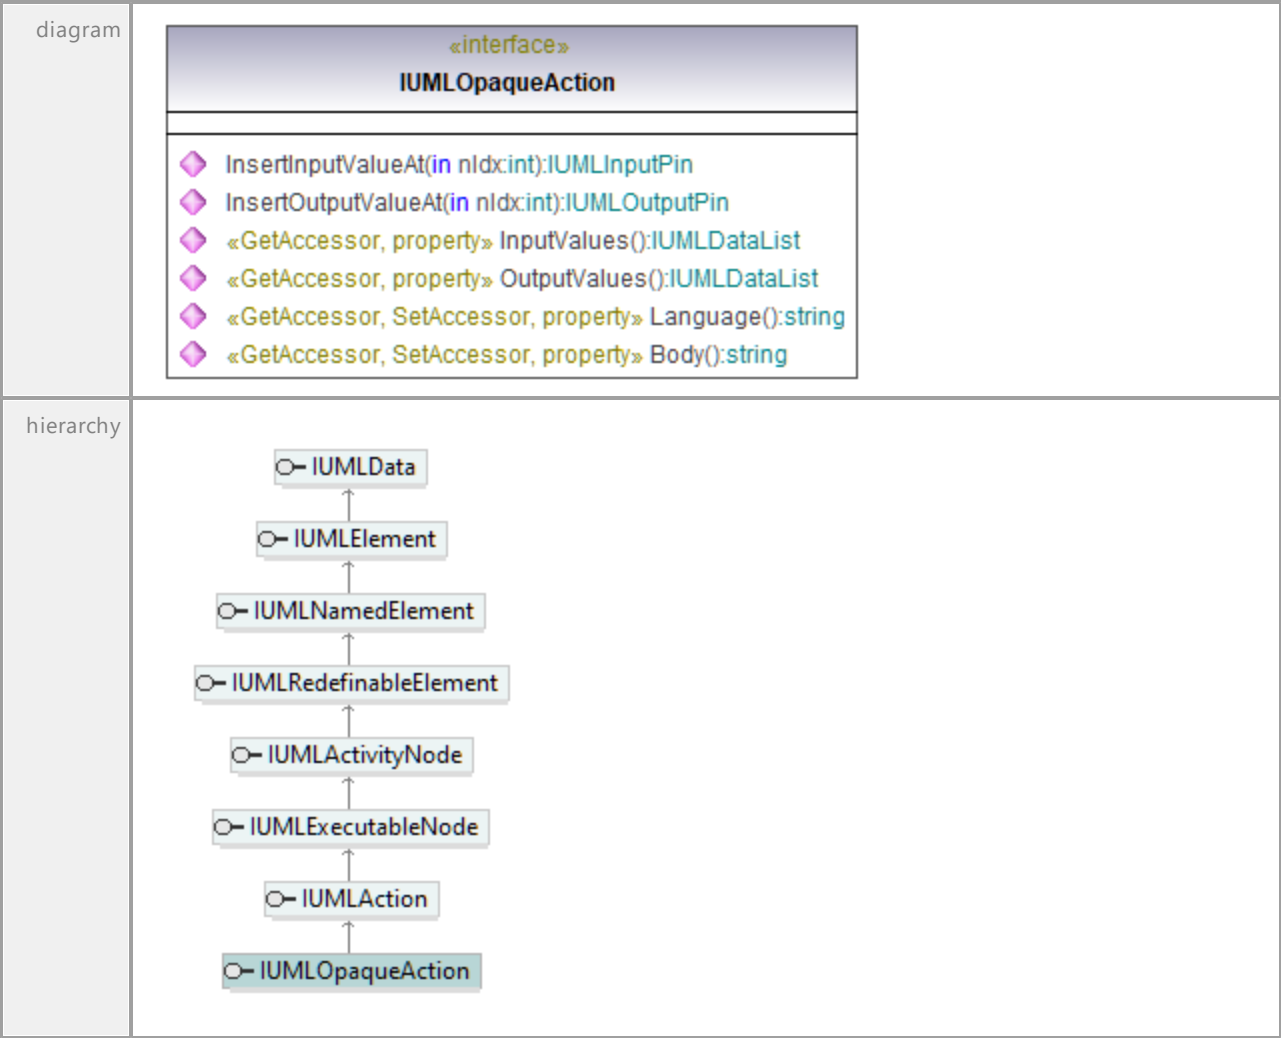 diagram
«interface»
IUMLOpaqueAction
InsertInputValueAt(in nIdx:int):IUMLInputPin
InsertOutputValueAt(in nIdx:int):IUMLOutputPin
«GetAccessor, property» InputValues():IUMLDataList
«GetAccessor, property» OutputValues():IUMLDataList
«GetAccessor, SetAccessor, property» Language():string
«GetAccessor, SetAccessor, property» Body():string
hierarchy
IUMLData
IUMLElement
IUMLNamedElement
IUMLRedefinableElement
IUMLActivityNode
IUMLExecutableNode
IUMLAction
IUMLOpaqueAction